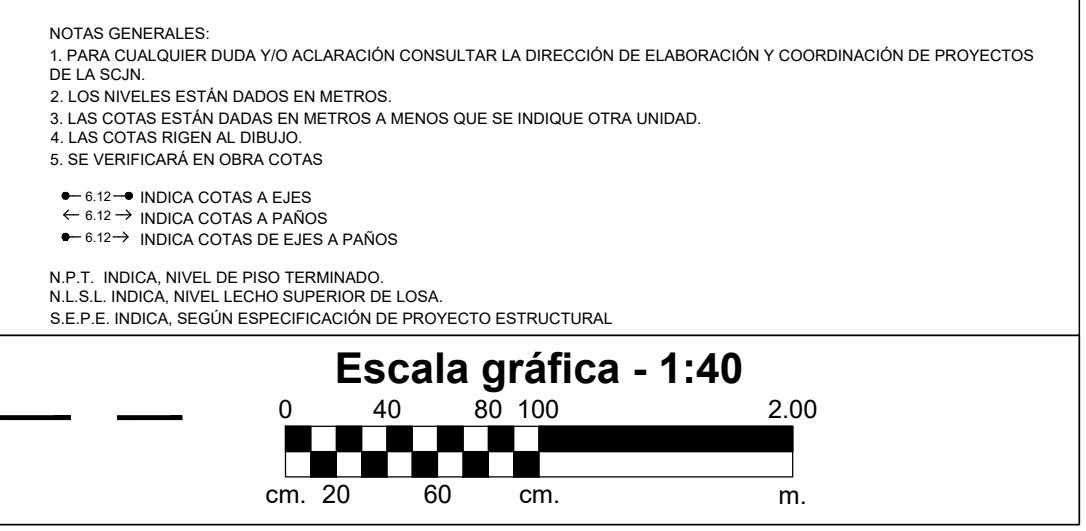 NOTAS GENERALES:
1. PARA CUALQUIER DUDA Y/O ACLARACIÓN CONSULTAR LA DIRECCIÓN DE ELABORACIÓN Y COORDINACIÓN DE PROYECTOS
DE LA SCJN.
2. LOS NIVELES ESTÁN DADOS EN METROS.
3. LAS COTAS ESTÁN DADAS EN METROS A MENOS QUE SE INDIQUE OTRA UNIDAD.
4. LAS COTAS RIGEN AL DIBUJO.
5. SE VERIFICARÁ EN OBRA COTAS
6.12 INDICA COTAS A EJES
6.12 INDICA COTAS A PAÑOS
6.12 INDICA COTAS DE EJES A PAÑOS
N.P.T. INDICA, NIVEL DE PISO TERMINADO.
N.L.S.L. INDICA, NIVEL LECHO SUPERIOR DE LOSA.
S.E.P.E. INDICA, SEGÚN ESPECIFICACIÓN DE PROYECTO ESTRUCTURAL
Escala gráfica - 1:40
0 40 80 100 2.00
cm. 20 60 cm. m.